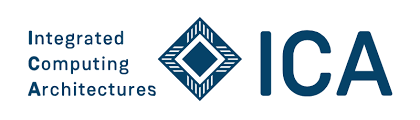 Integrated
Computing
Architectures
ICA